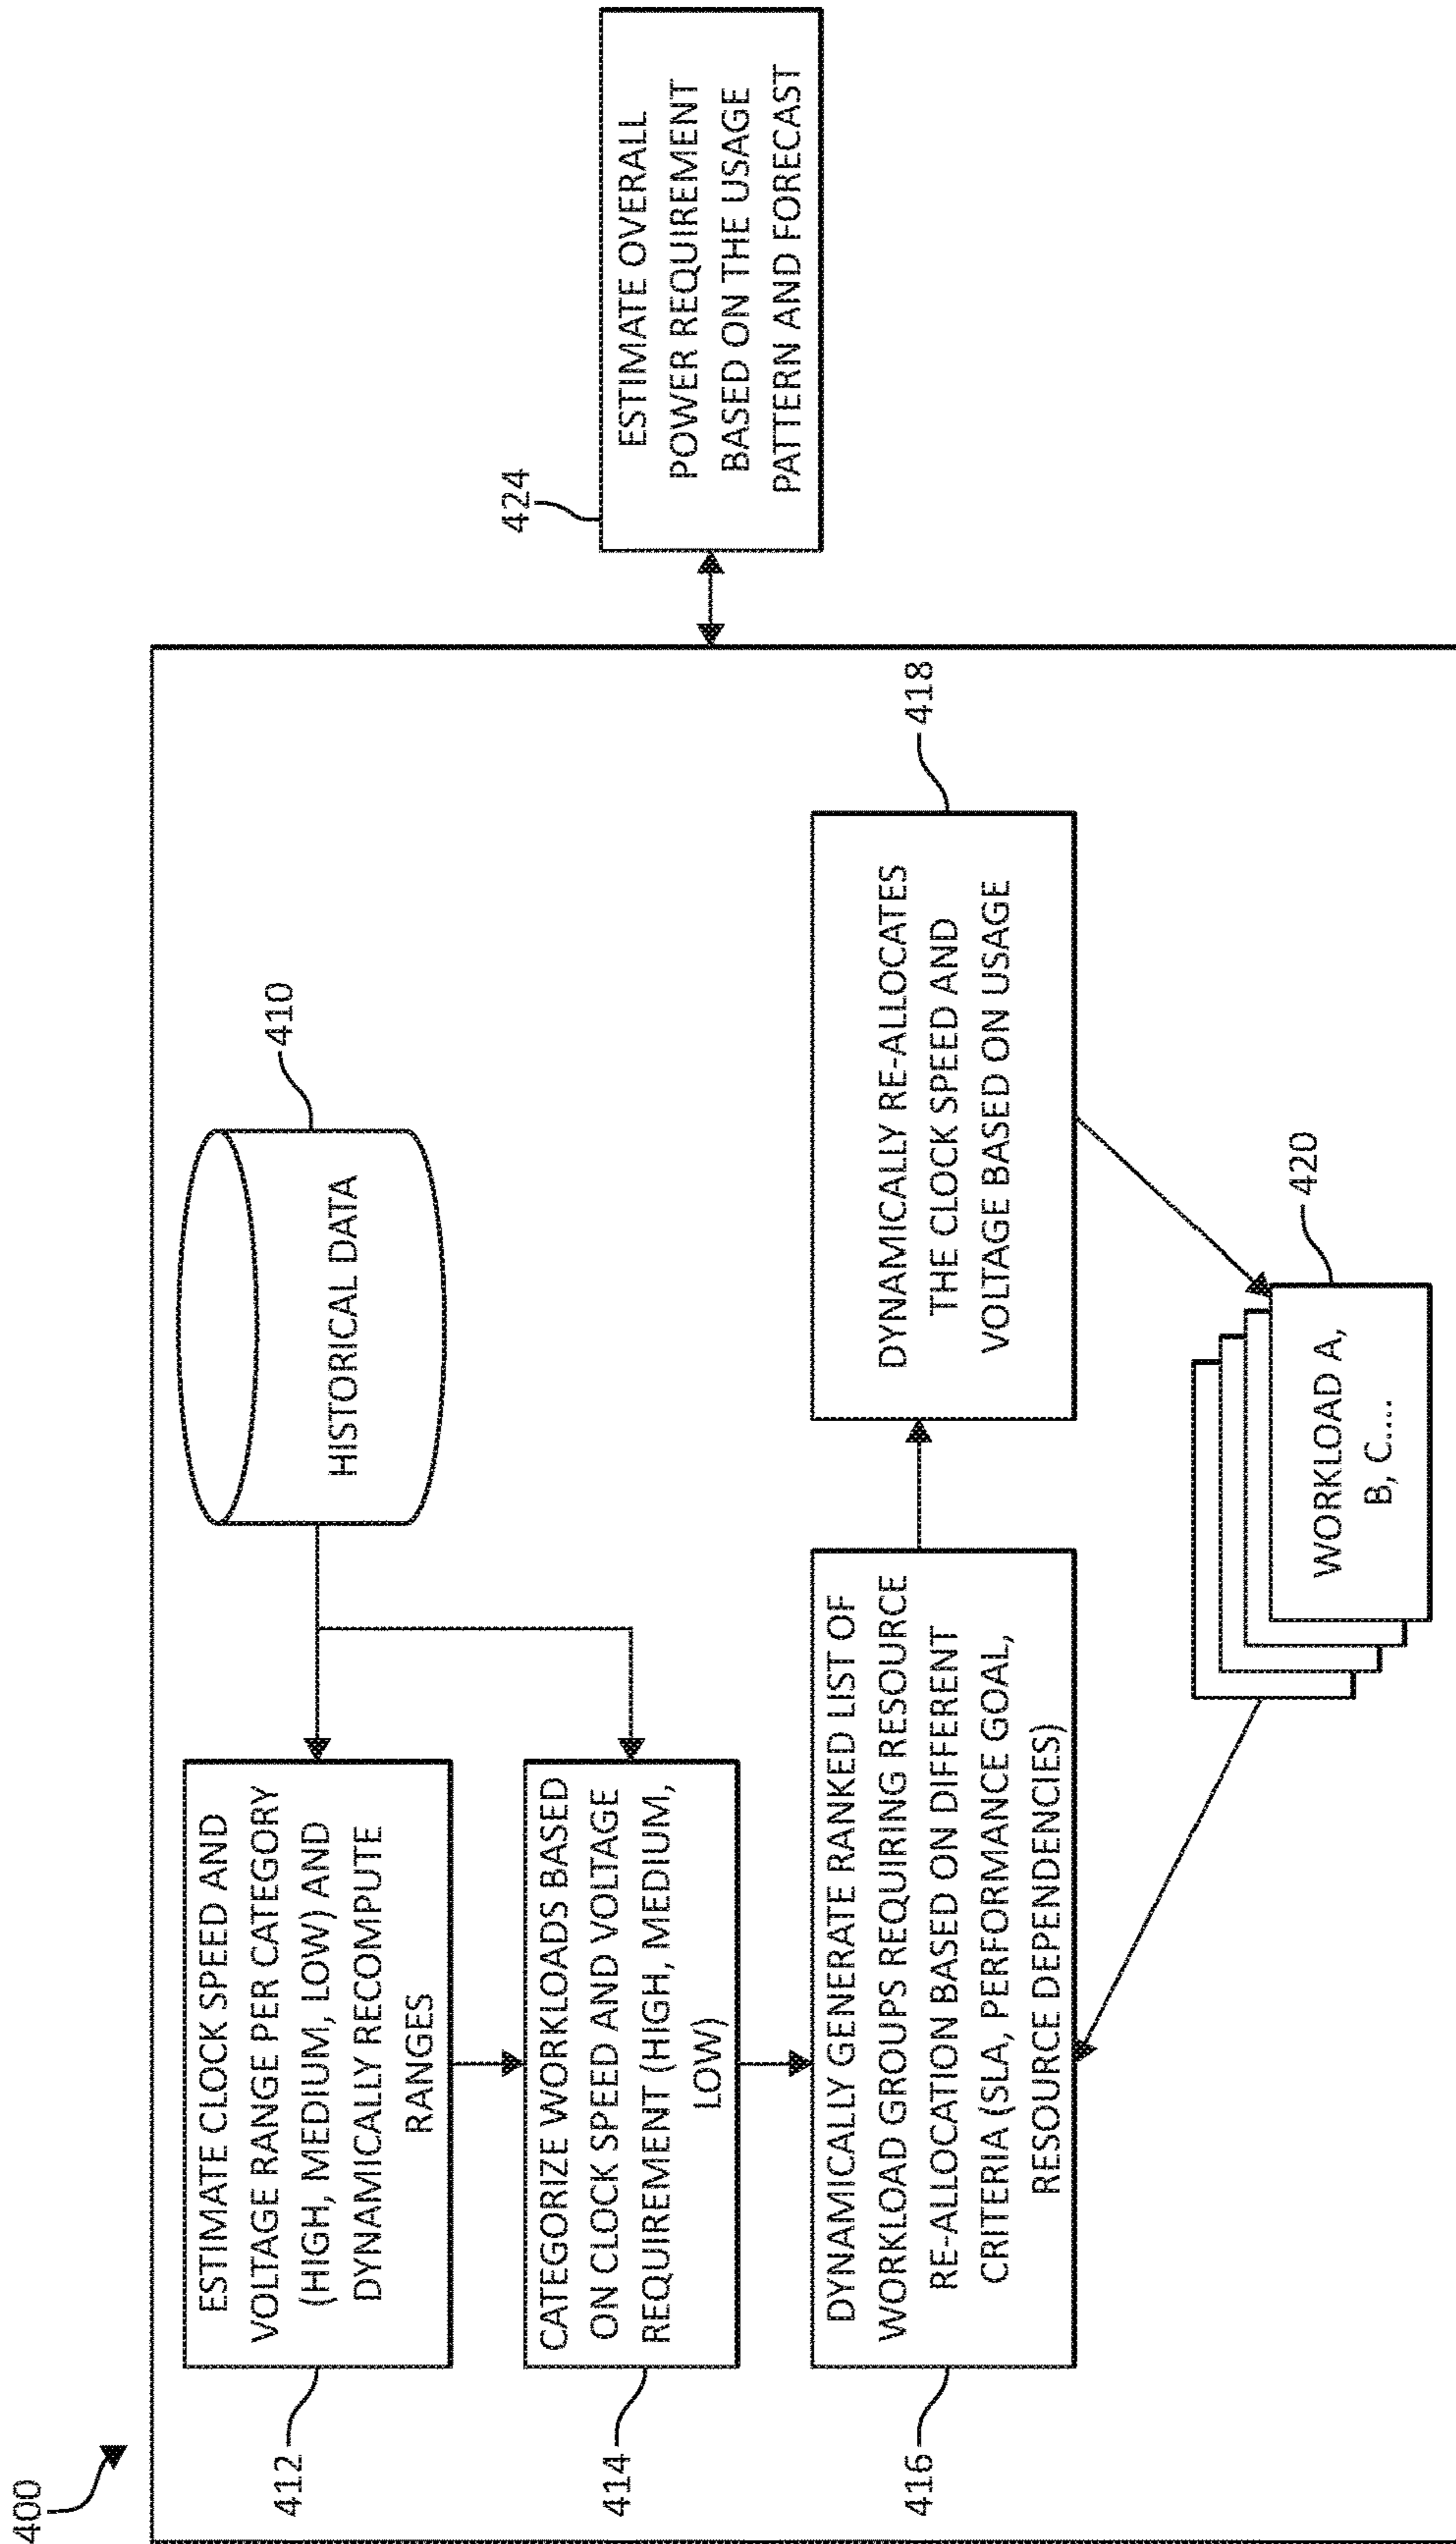 400
410
HISTORICAL DATA
412
ESTIMATE CLOCK SPEED AND
VOLTAGE RANGE PER CATEGORY
(HIGH, MEDIUM, LOW) AND
DYNAMICALLY RECOMPUTE
RANGES
414
CATEGORIZE WORKLOADS BASED
ON CLOCK SPEED AND VOLTAGE
REQUIREMENT (HIGH, MEDIUM,
LOW)
416
DYNAMICALLY GENERATE RANKED LIST OF
WORKLOAD GROUPS REQUIRING RESOURCE
RE-ALLOCATION BASED ON DIFFERENT
CRITERIA (SLA, PERFORMANCE GOAL,
RESOURCE DEPENDENCIES)
418
DYNAMICALLY RE-ALLOCATES
THE CLOCK SPEED AND
VOLTAGE BASED ON USAGE
420
WORKLOAD A,
B, C....
424
ESTIMATE OVERALL
POWER REQUIREMENT
BASED ON THE USAGE
PATTERN AND FORECAST